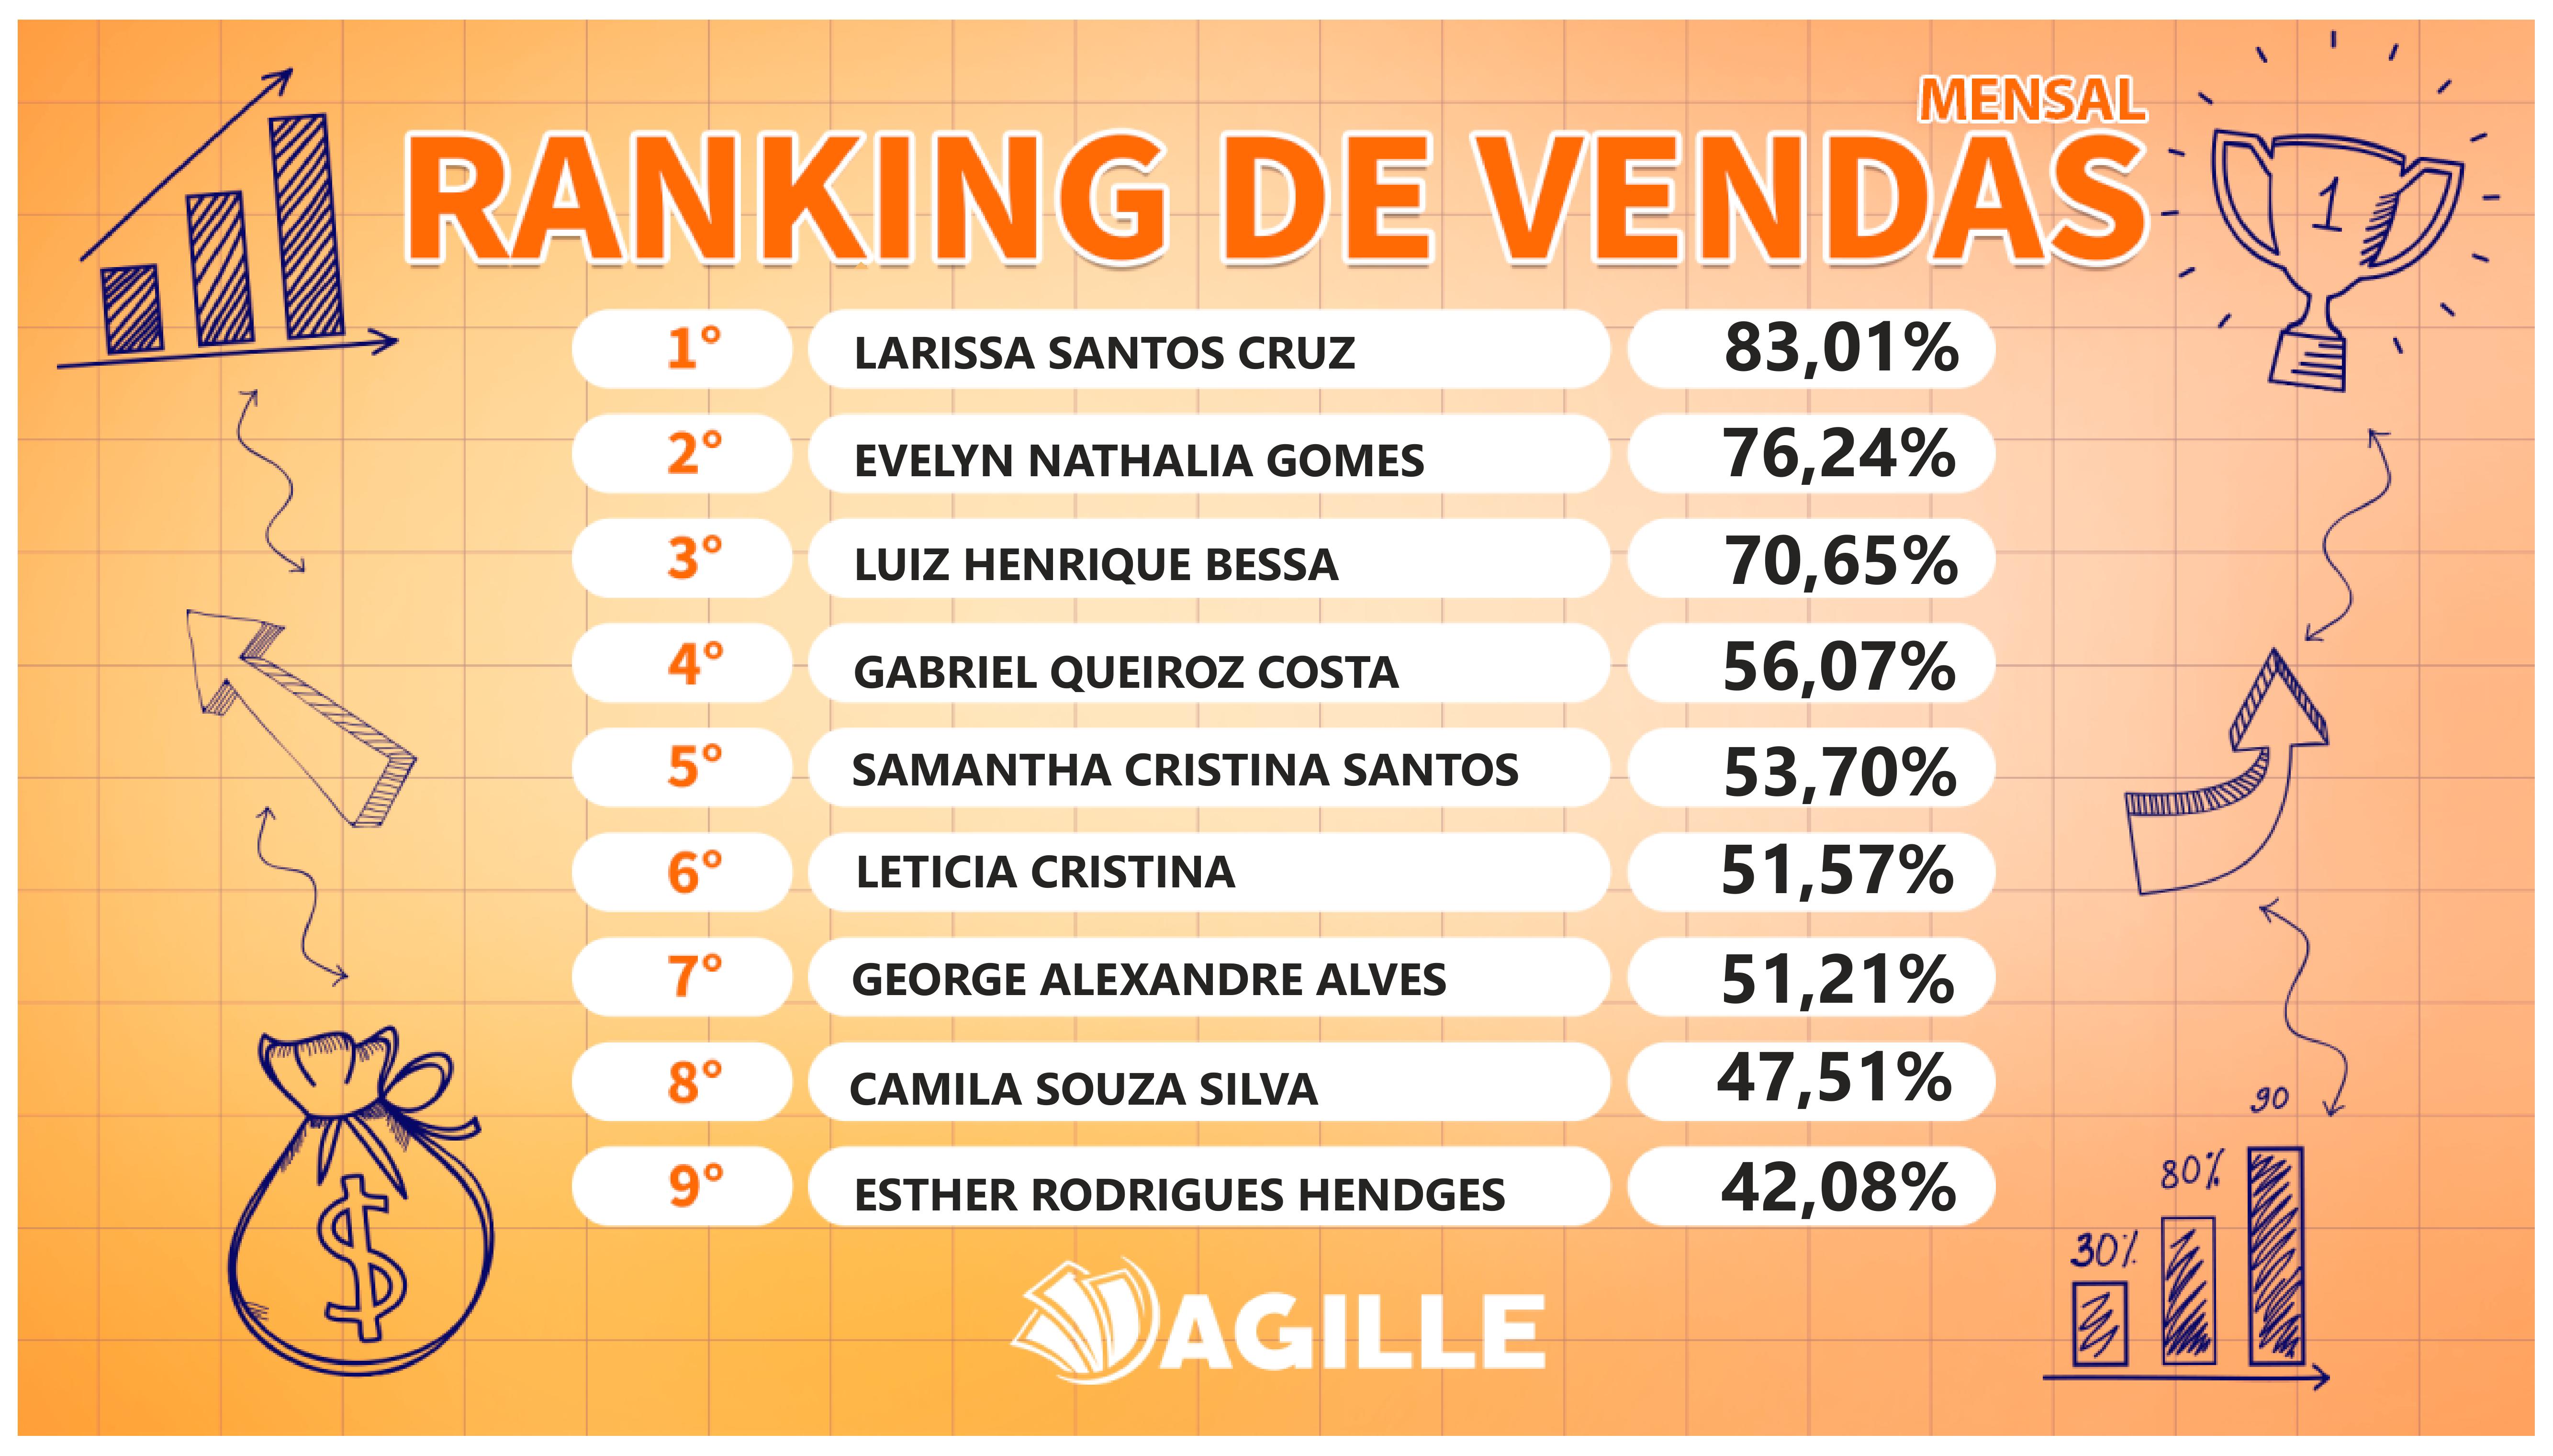 MENSAL
RANKING DE VENDAS
1
1° LARISSA SANTOS CRUZ 83,01%
2° EVELYN NATHALIA GOMES 76,24%
3° LUIZ HENRIQUE BESSA 70,65%
4° GABRIEL QUEIROZ COSTA 56,07%
5° SAMANTHA CRISTINA SANTOS 53,70%
6° LETICIA CRISTINA 51,57%
7° GEORGE ALEXANDRE ALVES 51,21%
8° CAMILA SOUZA SILVA 47,51%
9° ESTHER RODRIGUES HENDGES 42,08%
$
90
80%
30%
AGILLE